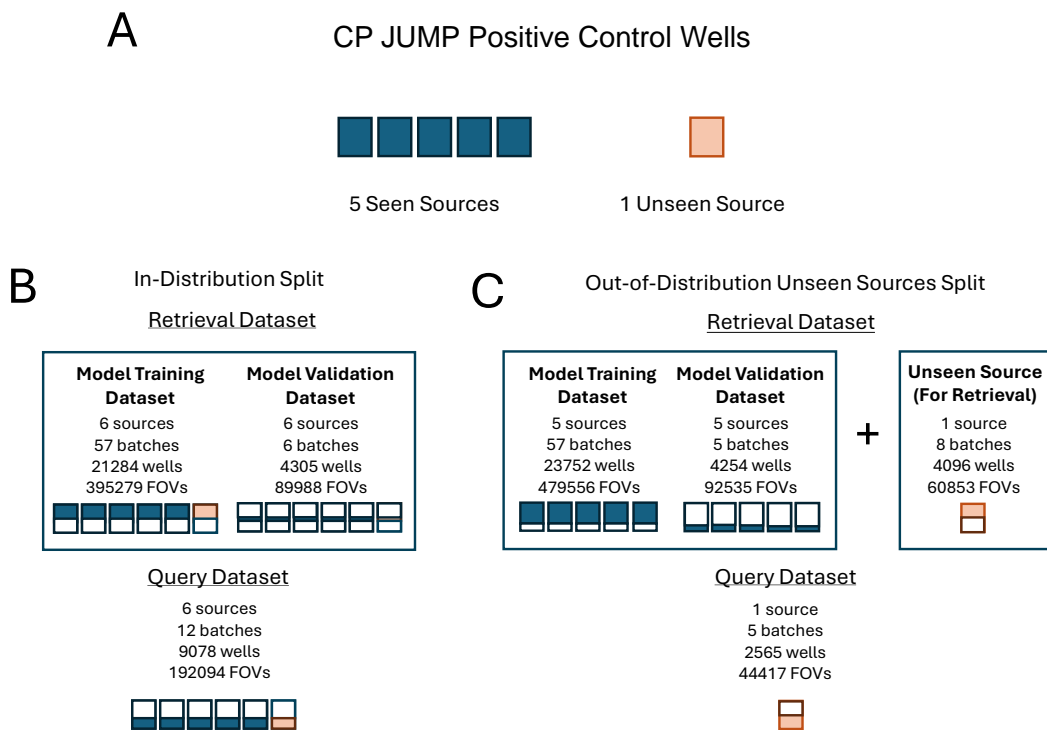 A
CP JUMP Positive Control Wells
5 Seen Sources
1 Unseen Source
B
In-Distribution Split
Retrieval Dataset
Model Training
Dataset
6 sources
57 batches
21284 wells
395279 FOVs
Model Validation
Dataset
6 sources
6 batches
4305 wells
89988 FOVs
Query Dataset
6 sources
12 batches
9078 wells
192094 FOVs
C
Out-of-Distribution Unseen Sources Split
Retrieval Dataset
Model Training
Dataset
5 sources
57 batches
23752 wells
479556 FOVs
Model Validation
Dataset
5 sources
5 batches
4254 wells
92535 FOVs
+
Unseen Source
(For Retrieval)
1 source
8 batches
4096 wells
60853 FOVs
Query Dataset
1 source
5 batches
2565 wells
44417 FOVs